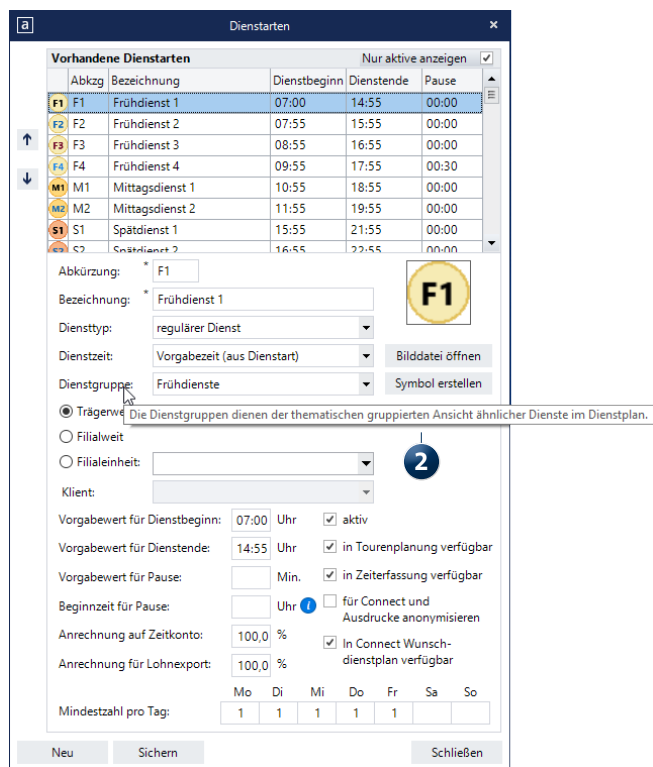 a Dienstarten ×
Vorhandene Dienstarten Nur aktive anzeigen
Abkzg Bezeichnung Dienstbeginn Dienstende Pause
F1 F1 Frühdienst 1 07:00 14:55 00:00
F2 F2 Frühdienst 2 07:55 15:55 00:00
F3 F3 Frühdienst 3 08:55 16:55 00:00
F4 F4 Frühdienst 4 09:55 17:55 00:30
M1 M1 Mittagsdienst 1 10:55 18:55 00:00
M2 M2 Mittagsdienst 2 11:55 19:55 00:00
S1 S1 Spätdienst 1 15:55 21:55 00:00
S2 S2 Spätdienst 2 16:55 22:55 00:00
Abkürzung: * F1
F1
Bezeichnung: * Frühdienst 1
Diensttyp: regulärer Dienst
Dienstzeit: Vorgabezeit (aus Dienstart) Bilddatei öffnen
Dienstgruppe: Frühdienste Symbol erstellen
Trägerwe
Die Dienstgruppen dienen der thematischen gruppierten Ansicht ähnlicher Dienste im Dienstplan.
Filialweit
Filialeinheit:
2
Klient:
Vorgabewert für Dienstbeginn: 07:00 Uhr aktiv
Vorgabewert für Dienstende: 14:55 Uhr in Tourenplanung verfügbar
Vorgabewert für Pause: Min. in Zeiterfassung verfügbar
Beginnzeit für Pause: Uhr i für Connect und
Ausdrucke anonymisieren
Anrechnung auf Zeitkonto: 100,0 % In Connect Wunsch-
dienstplan verfügbar
Anrechnung für Lohnexport: 100,0 %
Mo Di Mi Do Fr Sa So
Mindestzahl pro Tag: 1 1 1 1 1
Neu Sichern Schließen